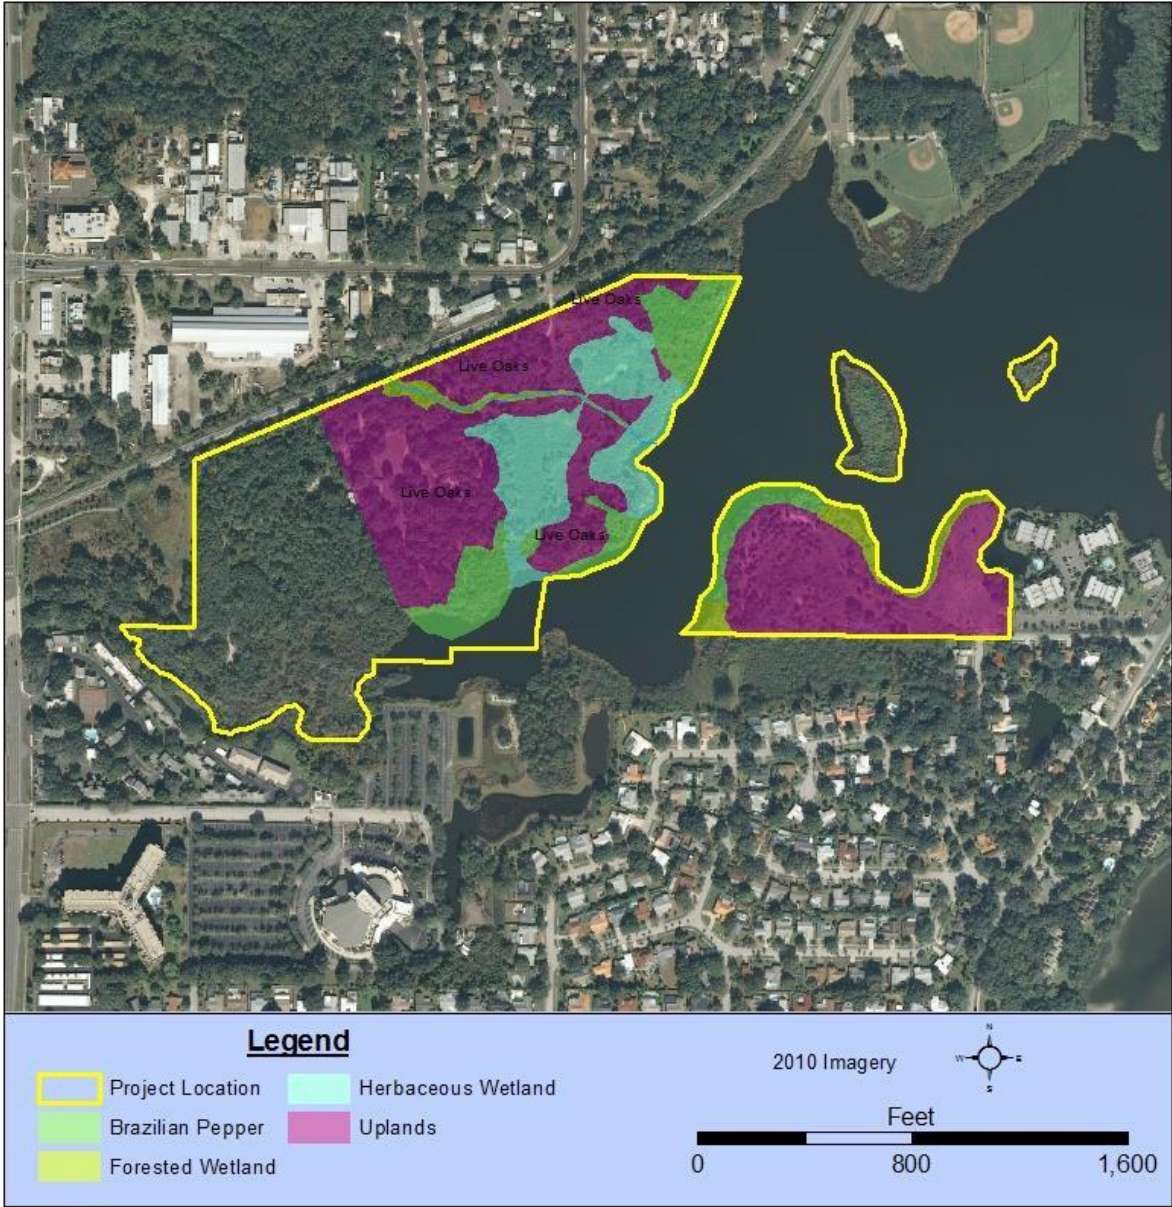 Live Oaks
Live Oaks
Live Oaks
Live Oaks
Legend
Project Location
Herbaceous Wetland
Brazilian Pepper
Uplands
Forested Wetland
2010 Imagery
N
W
E
S
Feet
0 800 1,600